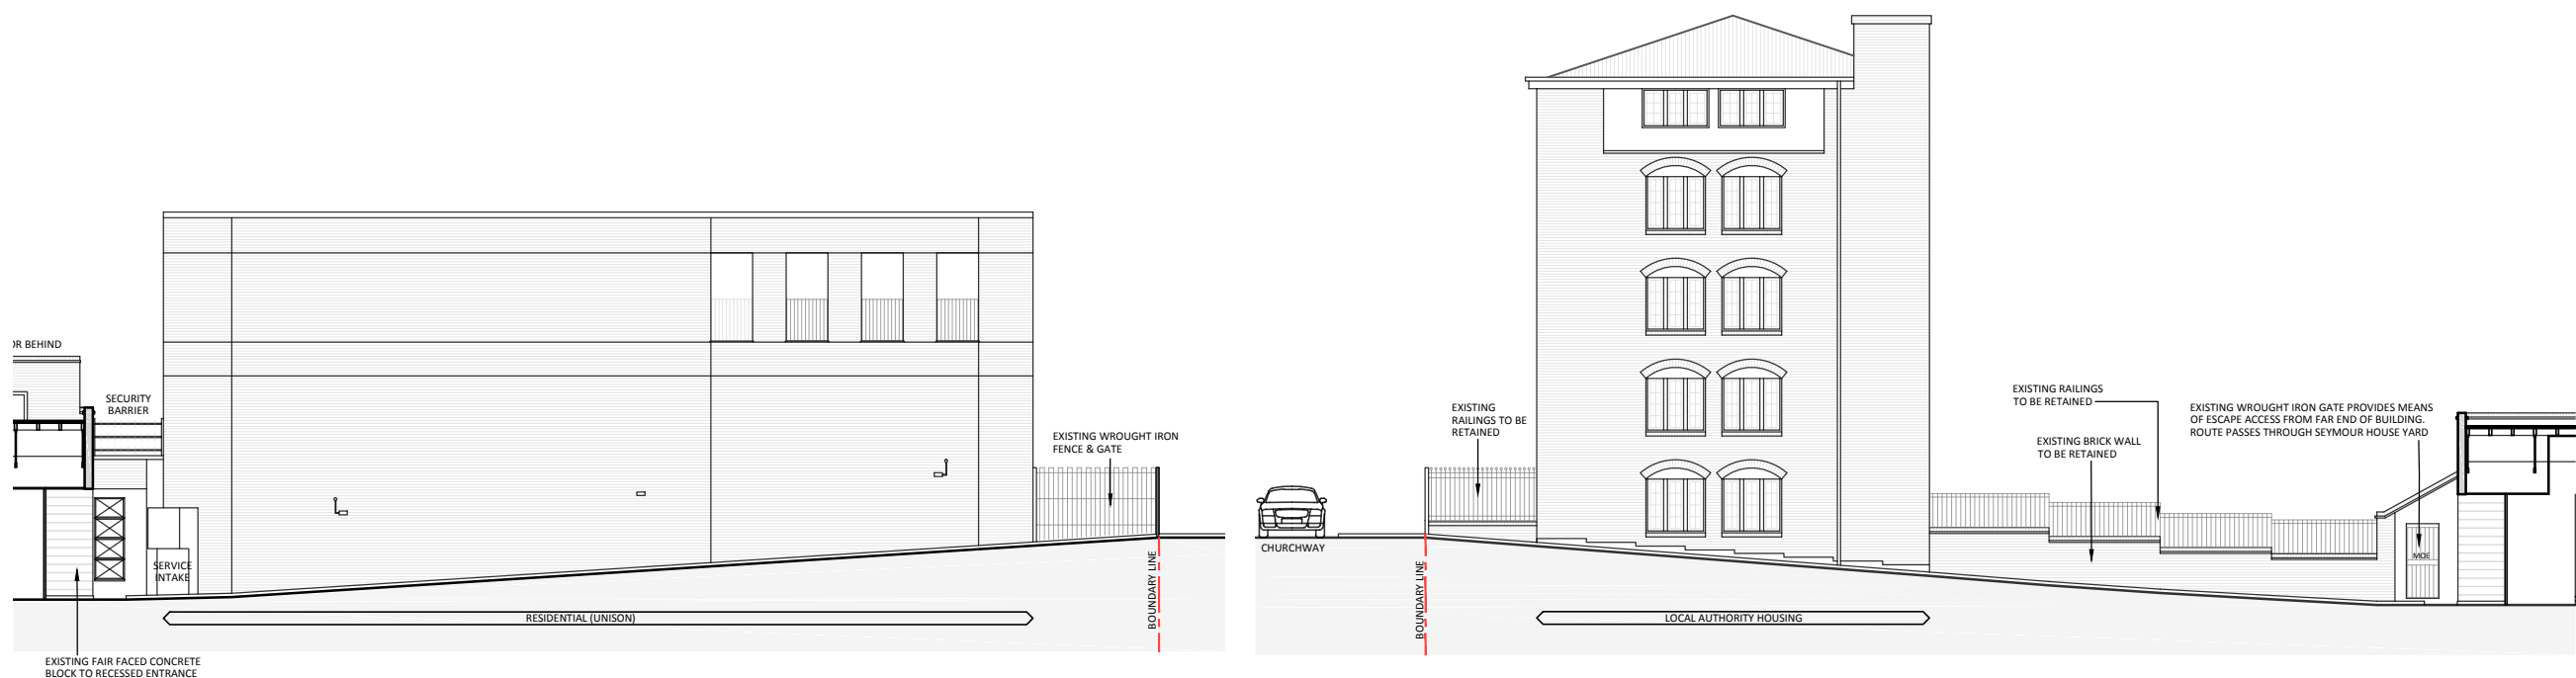 OR BEHIND
SECURITY
BARRIER
EXISTING WROUGHT IRON
FENCE & GATE
SERVICE
INTAKE
BOUNDARY LINE
RESIDENTIAL (UNISON)
EXISTING FAIR FACED CONCRETE
BLOCK TO RECESSED ENTRANCE
EXISTING
RAILINGS TO BE
RETAINED
CHURCHWAY
BOUNDARY LINE
LOCAL AUTHORITY HOUSING
EXISTING RAILINGS
TO BE RETAINED
EXISTING BRICK WALL
TO BE RETAINED
EXISTING WROUGHT IRON GATE PROVIDES MEANS
OF ESCAPE ACCESS FROM FAR END OF BUILDING.
ROUTE PASSES THROUGH SEYMOUR HOUSE YARD
MOE